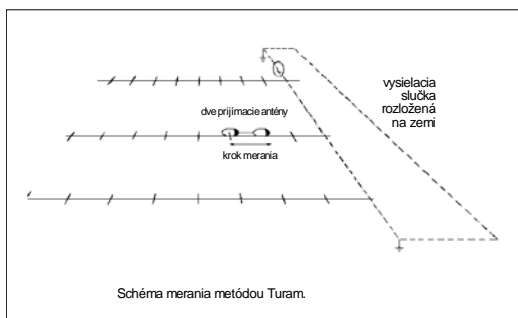 vysielacia
slučka
rozložená
na zemi
dve prijímacie antény
krok merania
Schéma merania metódou Turam.